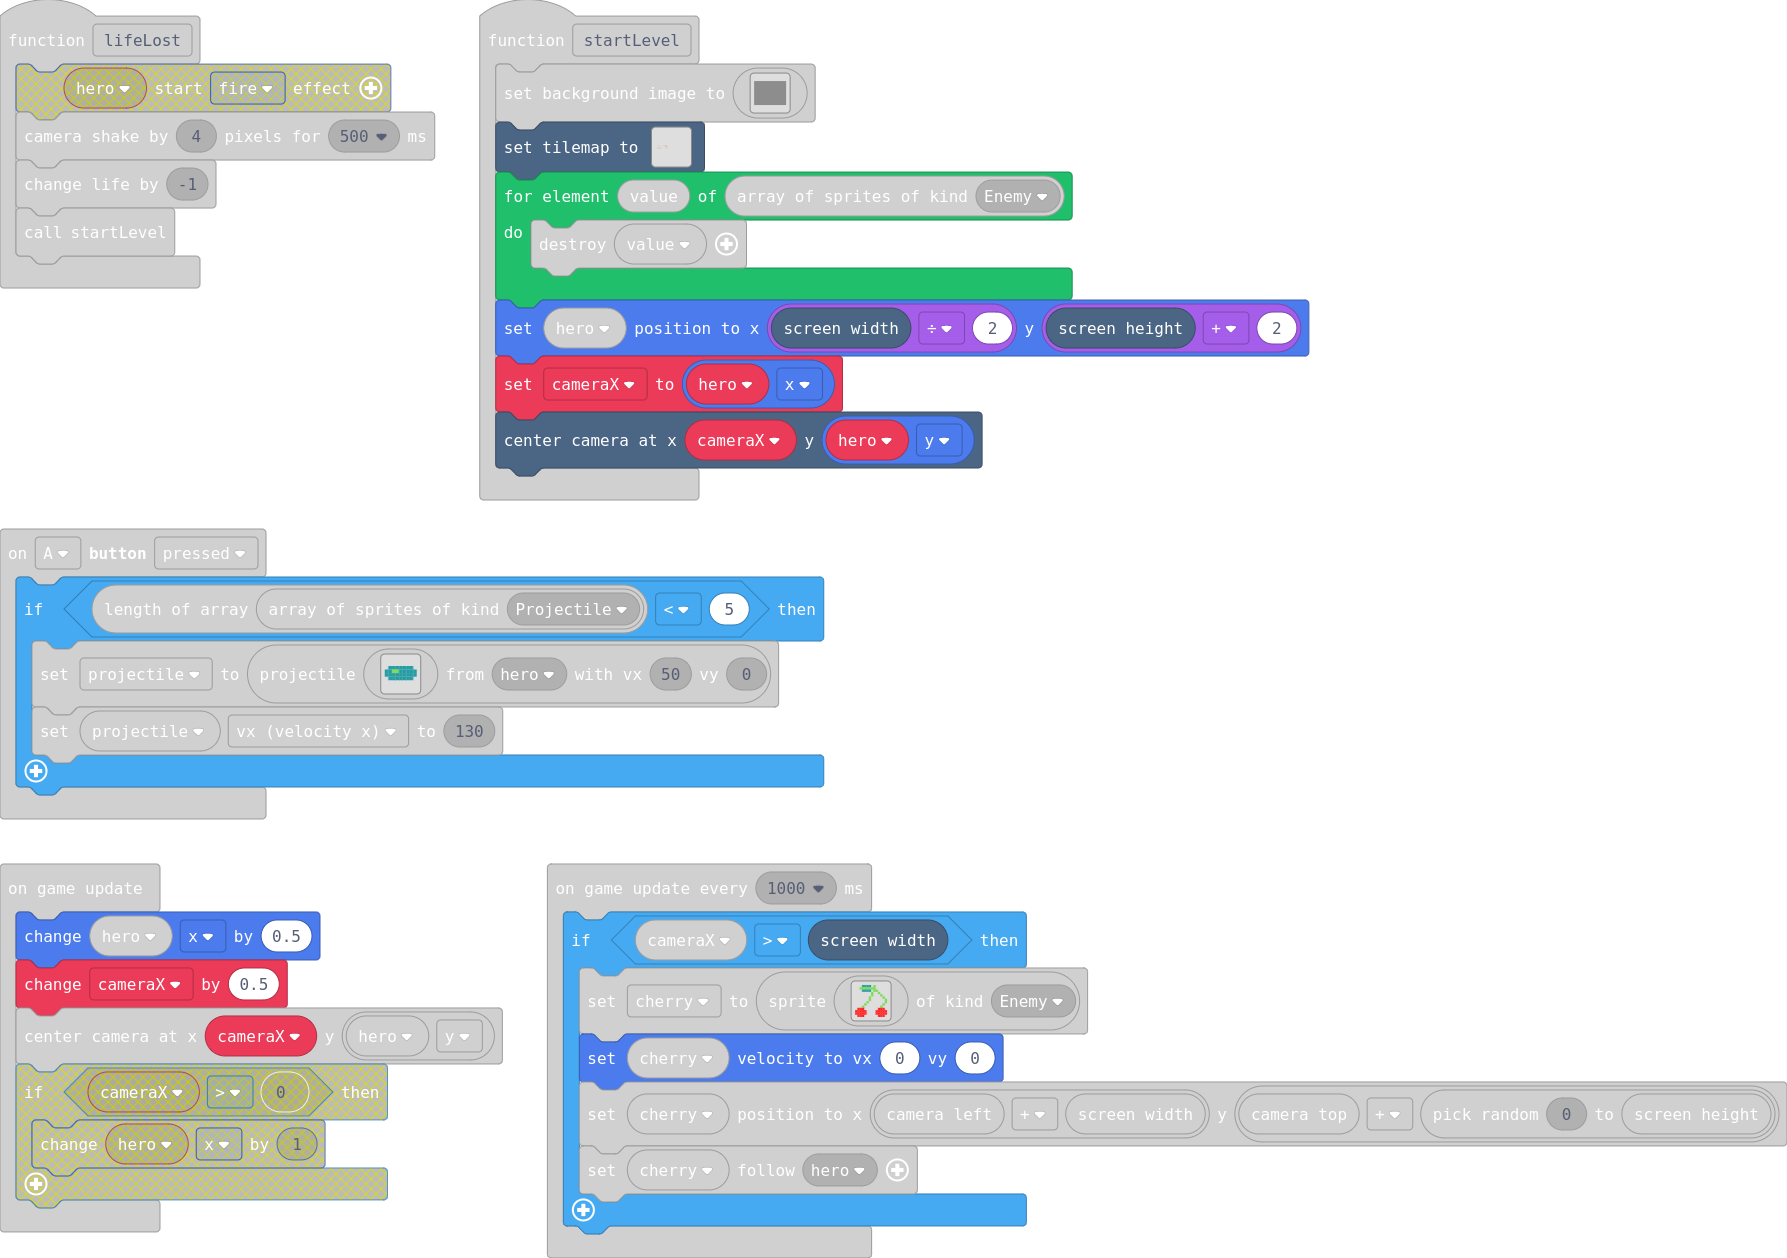 function lifeLost
hero start fire effect
camera shake by 4 pixels for 500 ms
change life by -1
call startLevel
function startLevel
set background image to
set tilemap to
for element value of array of sprites of kind Enemy
do destroy value
set hero position to x screen width ÷ 2 y screen height + 2
set cameraX to hero x
center camera at x cameraX y hero y
on A button pressed
if length of array array of sprites of kind Projectile < 5 then
set projectile to projectile from hero with vx 50 vy 0
set projectile vx (velocity x) to 130
on game update
change hero x by 0.5
change cameraX by 0.5
center camera at x cameraX y hero y
if cameraX > 0 then
change hero x by 1
on game update every 1000 ms
if cameraX > screen width then
set cherry to sprite of kind Enemy
set cherry velocity to vx 0 vy 0
set cherry position to x camera left + screen width y camera top + pick random 0 to screen height
set cherry follow hero